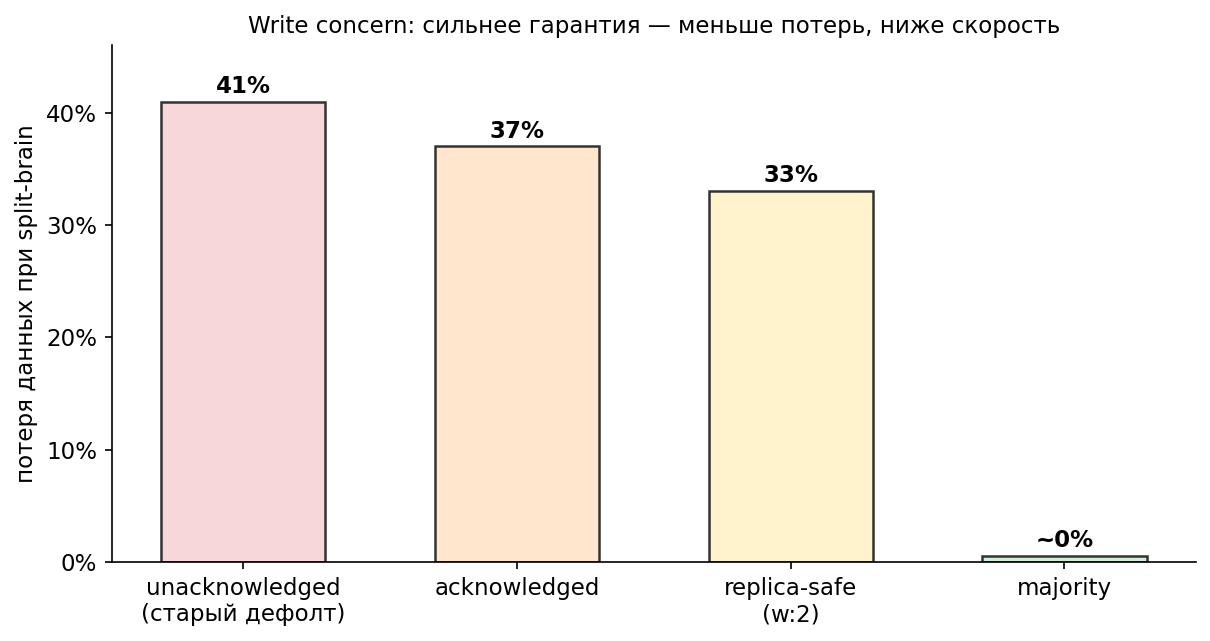 Write concern: сильнее гарантия — меньше потерь, ниже скорость
потеря данных при split-brain
40%
30%
20%
10%
0%
41%
37%
33%
~0%
unacknowledged
(старый дефолт)
acknowledged
replica-safe
(w:2)
majority